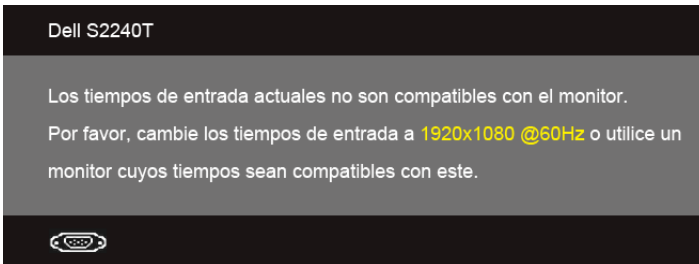 Dell S2240T
Los tiempos de entrada actuales no son compatibles con el monitor.
Por favor, cambie los tiempos de entrada a 1920x1080 @60Hz o utilice un
monitor cuyos tiempos sean compatibles con este.